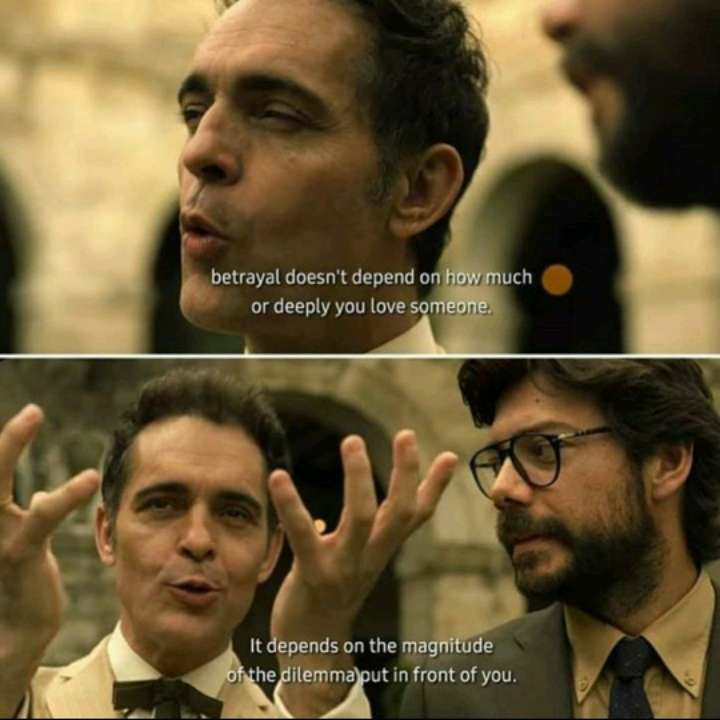 betrayal doesn't depend on how much
or deeply you love someone.
It depends on the magnitude
of the dilemma put in front of you.